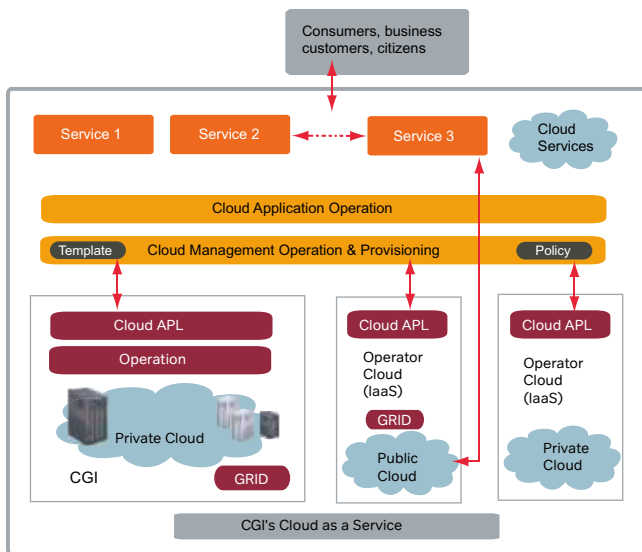 Consumers, business
customers, citizens
Service 1
Service 2
Service 3
Cloud
Services
Cloud Application Operation
Template
Cloud Management Operation & Provisioning
Policy
Cloud APL
Operation
Private Cloud
CGI
GRID
Cloud APL
Operator
Cloud
(IaaS)
GRID
Public
Cloud
Cloud APL
Operator
Cloud
(IaaS)
Private
Cloud
CGI's Cloud as a Service